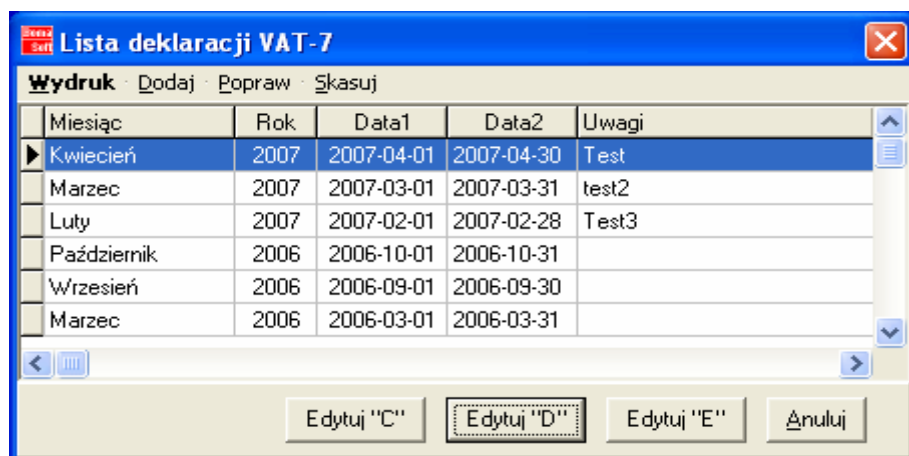 Soma Soft Lista deklaracji VAT-7
Wydruk Dodaj Popraw Skasuj
Miesiąc Rok Data1 Data2 Uwagi
Kwiecień 2007 2007-04-01 2007-04-30 Test
Marzec 2007 2007-03-01 2007-03-31 test2
Luty 2007 2007-02-01 2007-02-28 Test3
Październik 2006 2006-10-01 2006-10-31
Wrzesień 2006 2006-09-01 2006-09-30
Marzec 2006 2006-03-01 2006-03-31
Edytuj "C" Edytuj "D" Edytuj "E" Anuluj